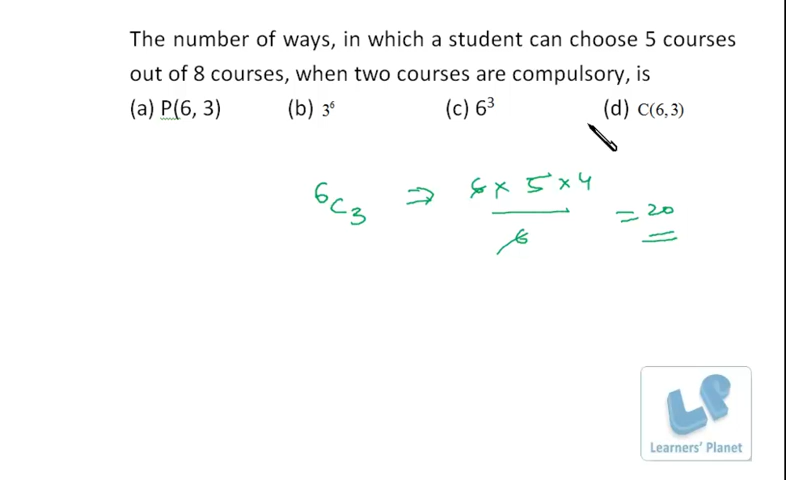 The number of ways, in which a student can choose 5 courses
out of 8 courses, when two courses are compulsory, is
(a) P(6, 3) (b) 3⁶ (c) 6³ (d) C(6,3)
⁶C₃ ⇒ 6 × 5 × 4 / 6 = 20
LP
Learners' Planet